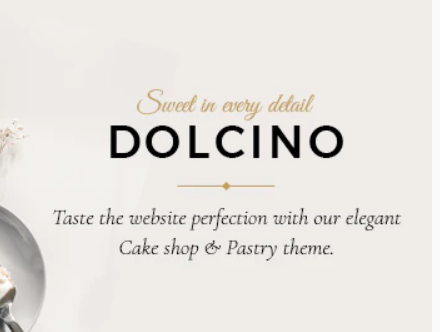 Sweet in every detail
DOLCINO
Taste the website perfection with our elegant
Cake shop & Pastry theme.